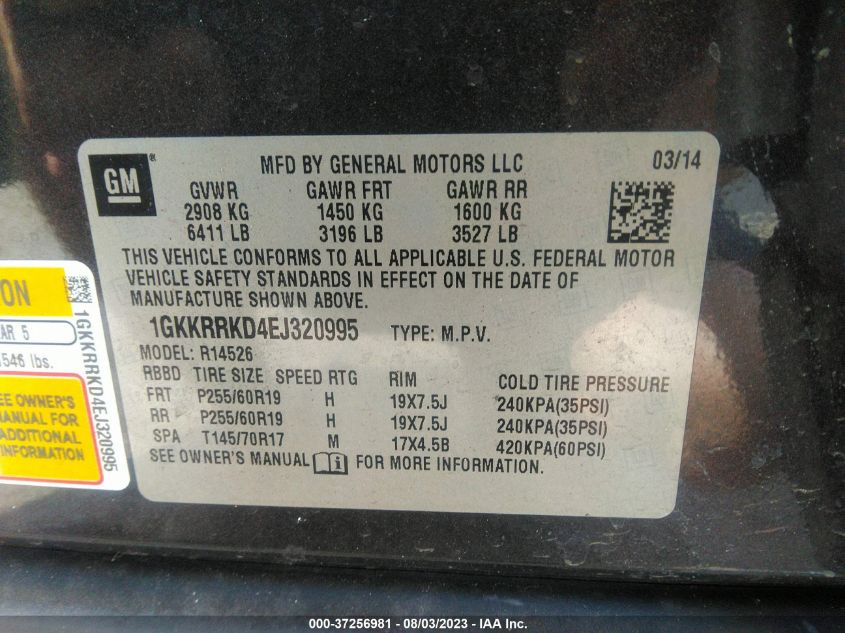 GM
®
MFD BY GENERAL MOTORS LLC
03/14
GVWR GAWR FRT GAWR RR
2908 KG 1450 KG 1600 KG
6411 LB 3196 LB 3527 LB
THIS VEHICLE CONFORMS TO ALL APPLICABLE U.S. FEDERAL MOTOR
VEHICLE SAFETY STANDARDS IN EFFECT ON THE DATE OF
MANUFACTURE SHOWN ABOVE.
1GKKRRKD4EJ320995 TYPE: M.P.V.
MODEL: R14526
RBBD TIRE SIZE SPEED RTG RIM COLD TIRE PRESSURE
FRT P255/60R19 H 19X7.5J 240KPA(35PSI)
RR P255/60R19 H 19X7.5J 240KPA(35PSI)
SPA T145/70R17 M 17X4.5B 420KPA(60PSI)
SEE OWNER'S MANUAL i FOR MORE INFORMATION.
ON
AR 5
546 lbs.
EE OWNER'S
MANUAL FOR
ADDITIONAL
INFORMATION
1GKKRRKD4EJ320995
000-37256981 - 08/03/2023 - IAA Inc.